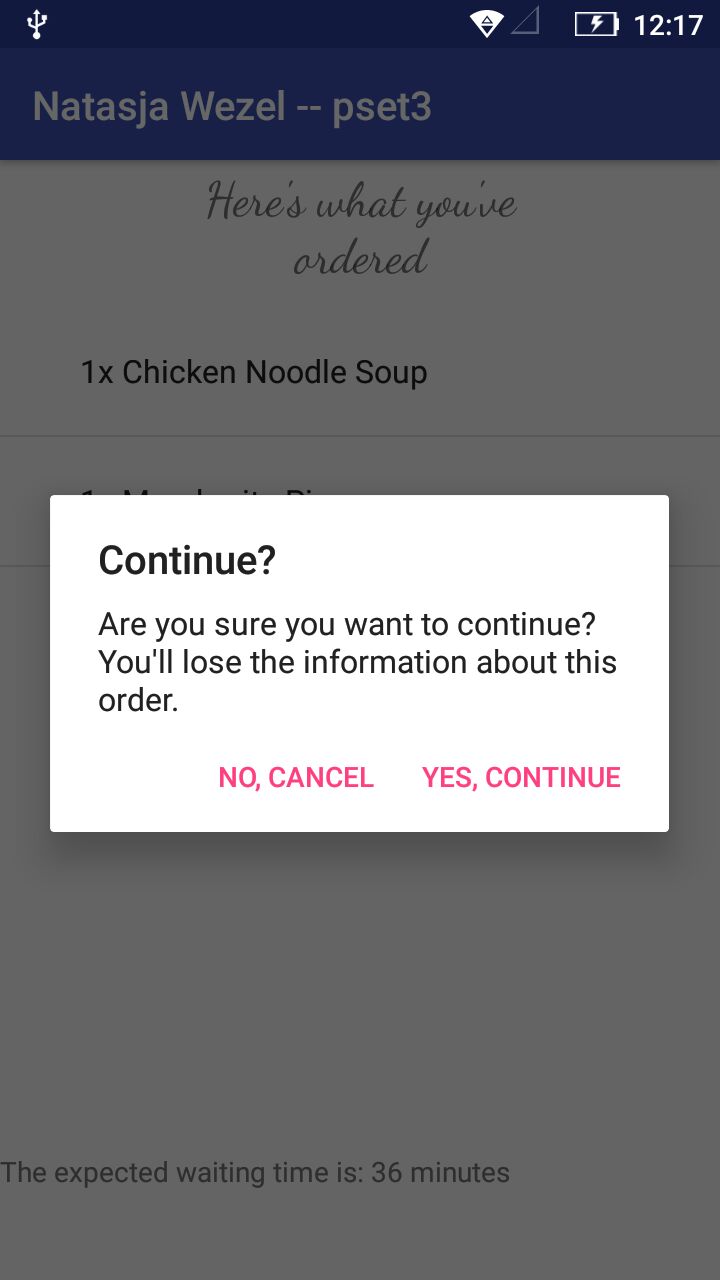 12:17
Natasja Wezel -- pset3
Here's what you've
ordered
1x Chicken Noodle Soup
Continue?
Are you sure you want to continue?
You'll lose the information about this
order.
NO, CANCEL YES, CONTINUE
The expected waiting time is: 36 minutes